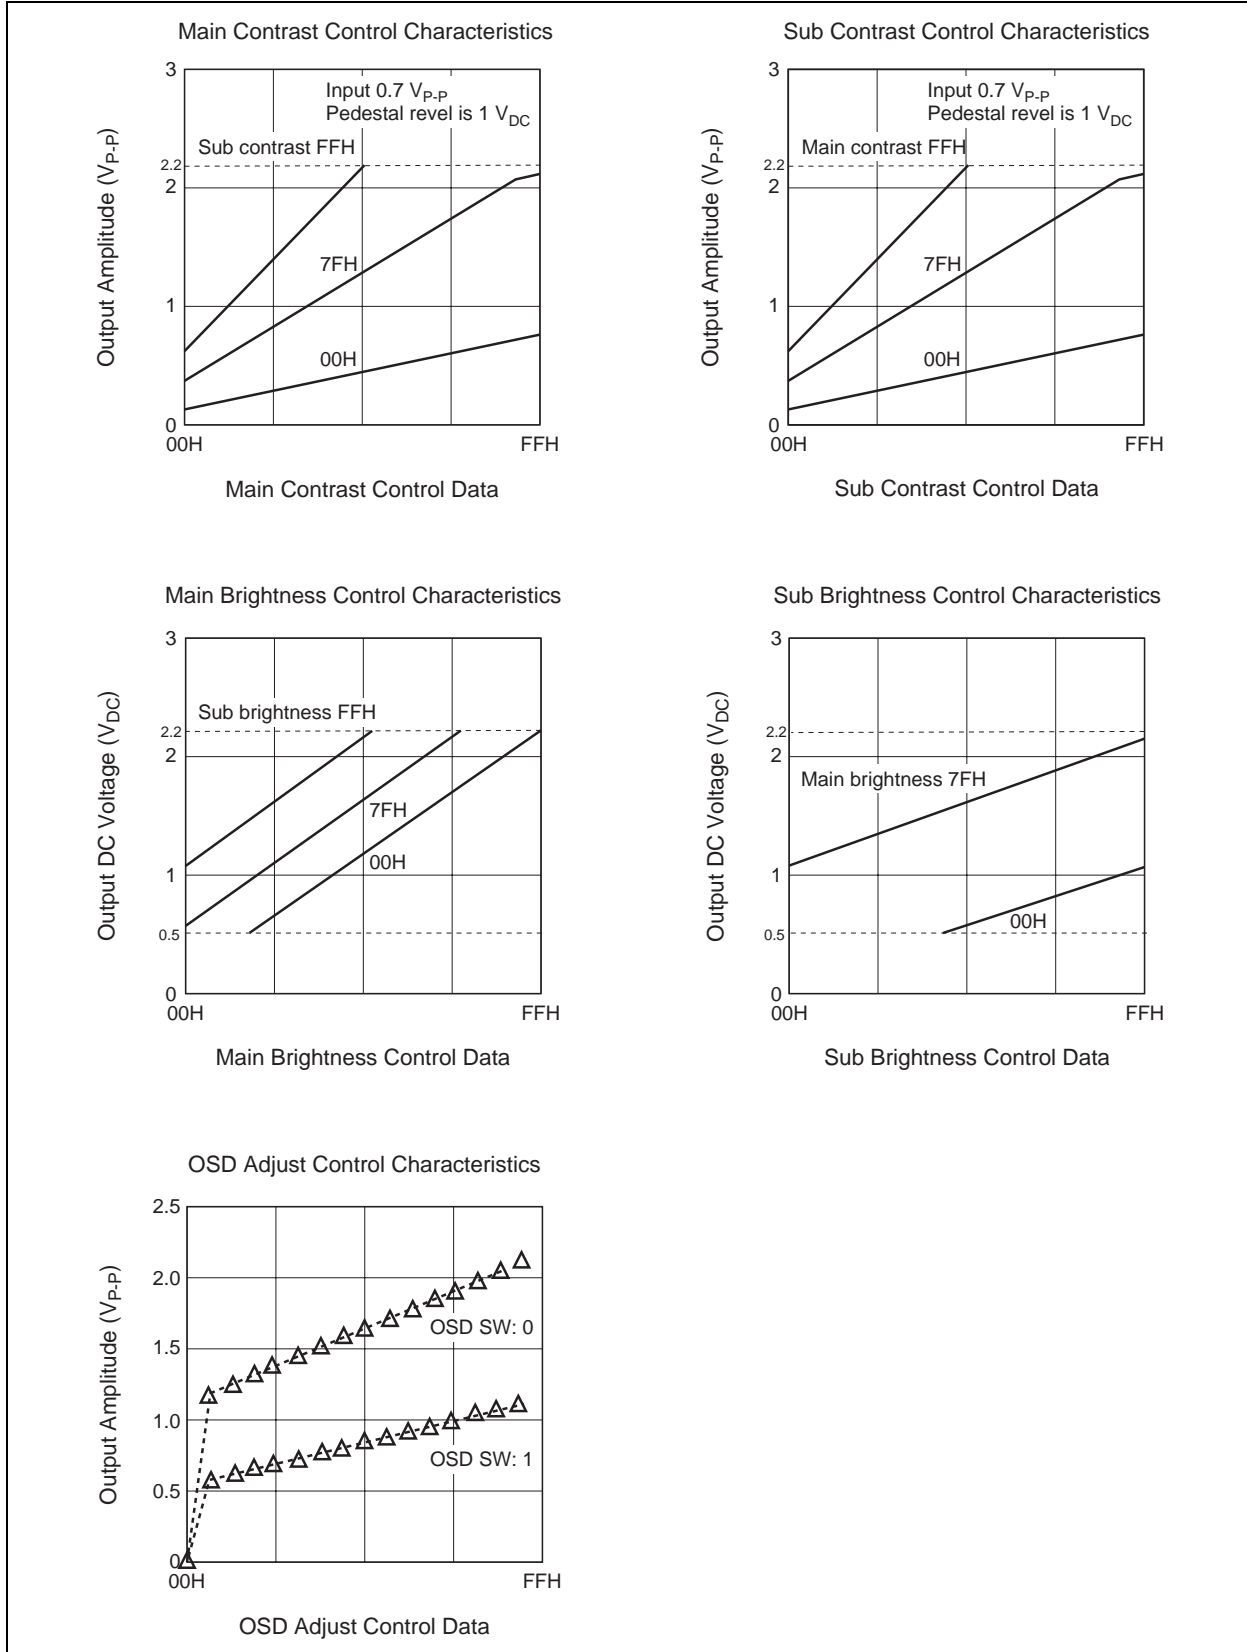 Main Contrast Control Characteristics
3
Input 0.7 VP-P
Pedestal revel is 1 VDC
Sub contrast FFH
2.2
2
7FH
1
00H
0
00H
FFH
Output Amplitude (VP-P)
Main Contrast Control Data
Sub Contrast Control Characteristics
3
Input 0.7 VP-P
Pedestal revel is 1 VDC
Main contrast FFH
2.2
2
7FH
1
00H
0
00H
FFH
Output Amplitude (VP-P)
Sub Contrast Control Data
Main Brightness Control Characteristics
3
Sub brightness FFH
2.2
2
7FH
00H
1
0.5
0
00H
FFH
Output DC Voltage (VDC)
Main Brightness Control Data
Sub Brightness Control Characteristics
3
2.2
2
Main brightness 7FH
1
00H
0.5
0
00H
FFH
Output DC Voltage (VDC)
Sub Brightness Control Data
OSD Adjust Control Characteristics
2.5
2.0
OSD SW: 0
1.5
1.0
OSD SW: 1
0.5
0
00H
FFH
Output Amplitude (VP-P)
OSD Adjust Control Data